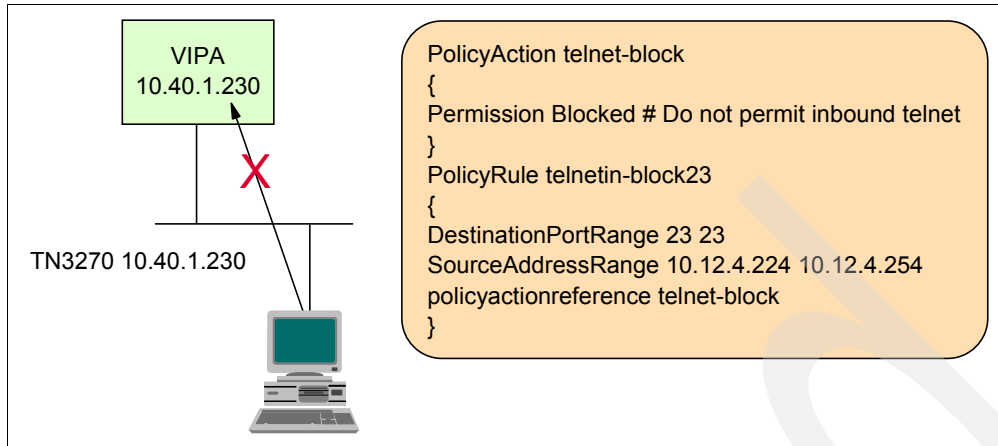 VIPA
10.40.1.230
X
TN3270 10.40.1.230
PolicyAction telnet-block
{
Permission Blocked # Do not permit inbound telnet
}
PolicyRule telnetin-block23
{
DestinationPortRange 23 23
SourceAddressRange 10.12.4.224 10.12.4.254
policyactionreference telnet-block
}